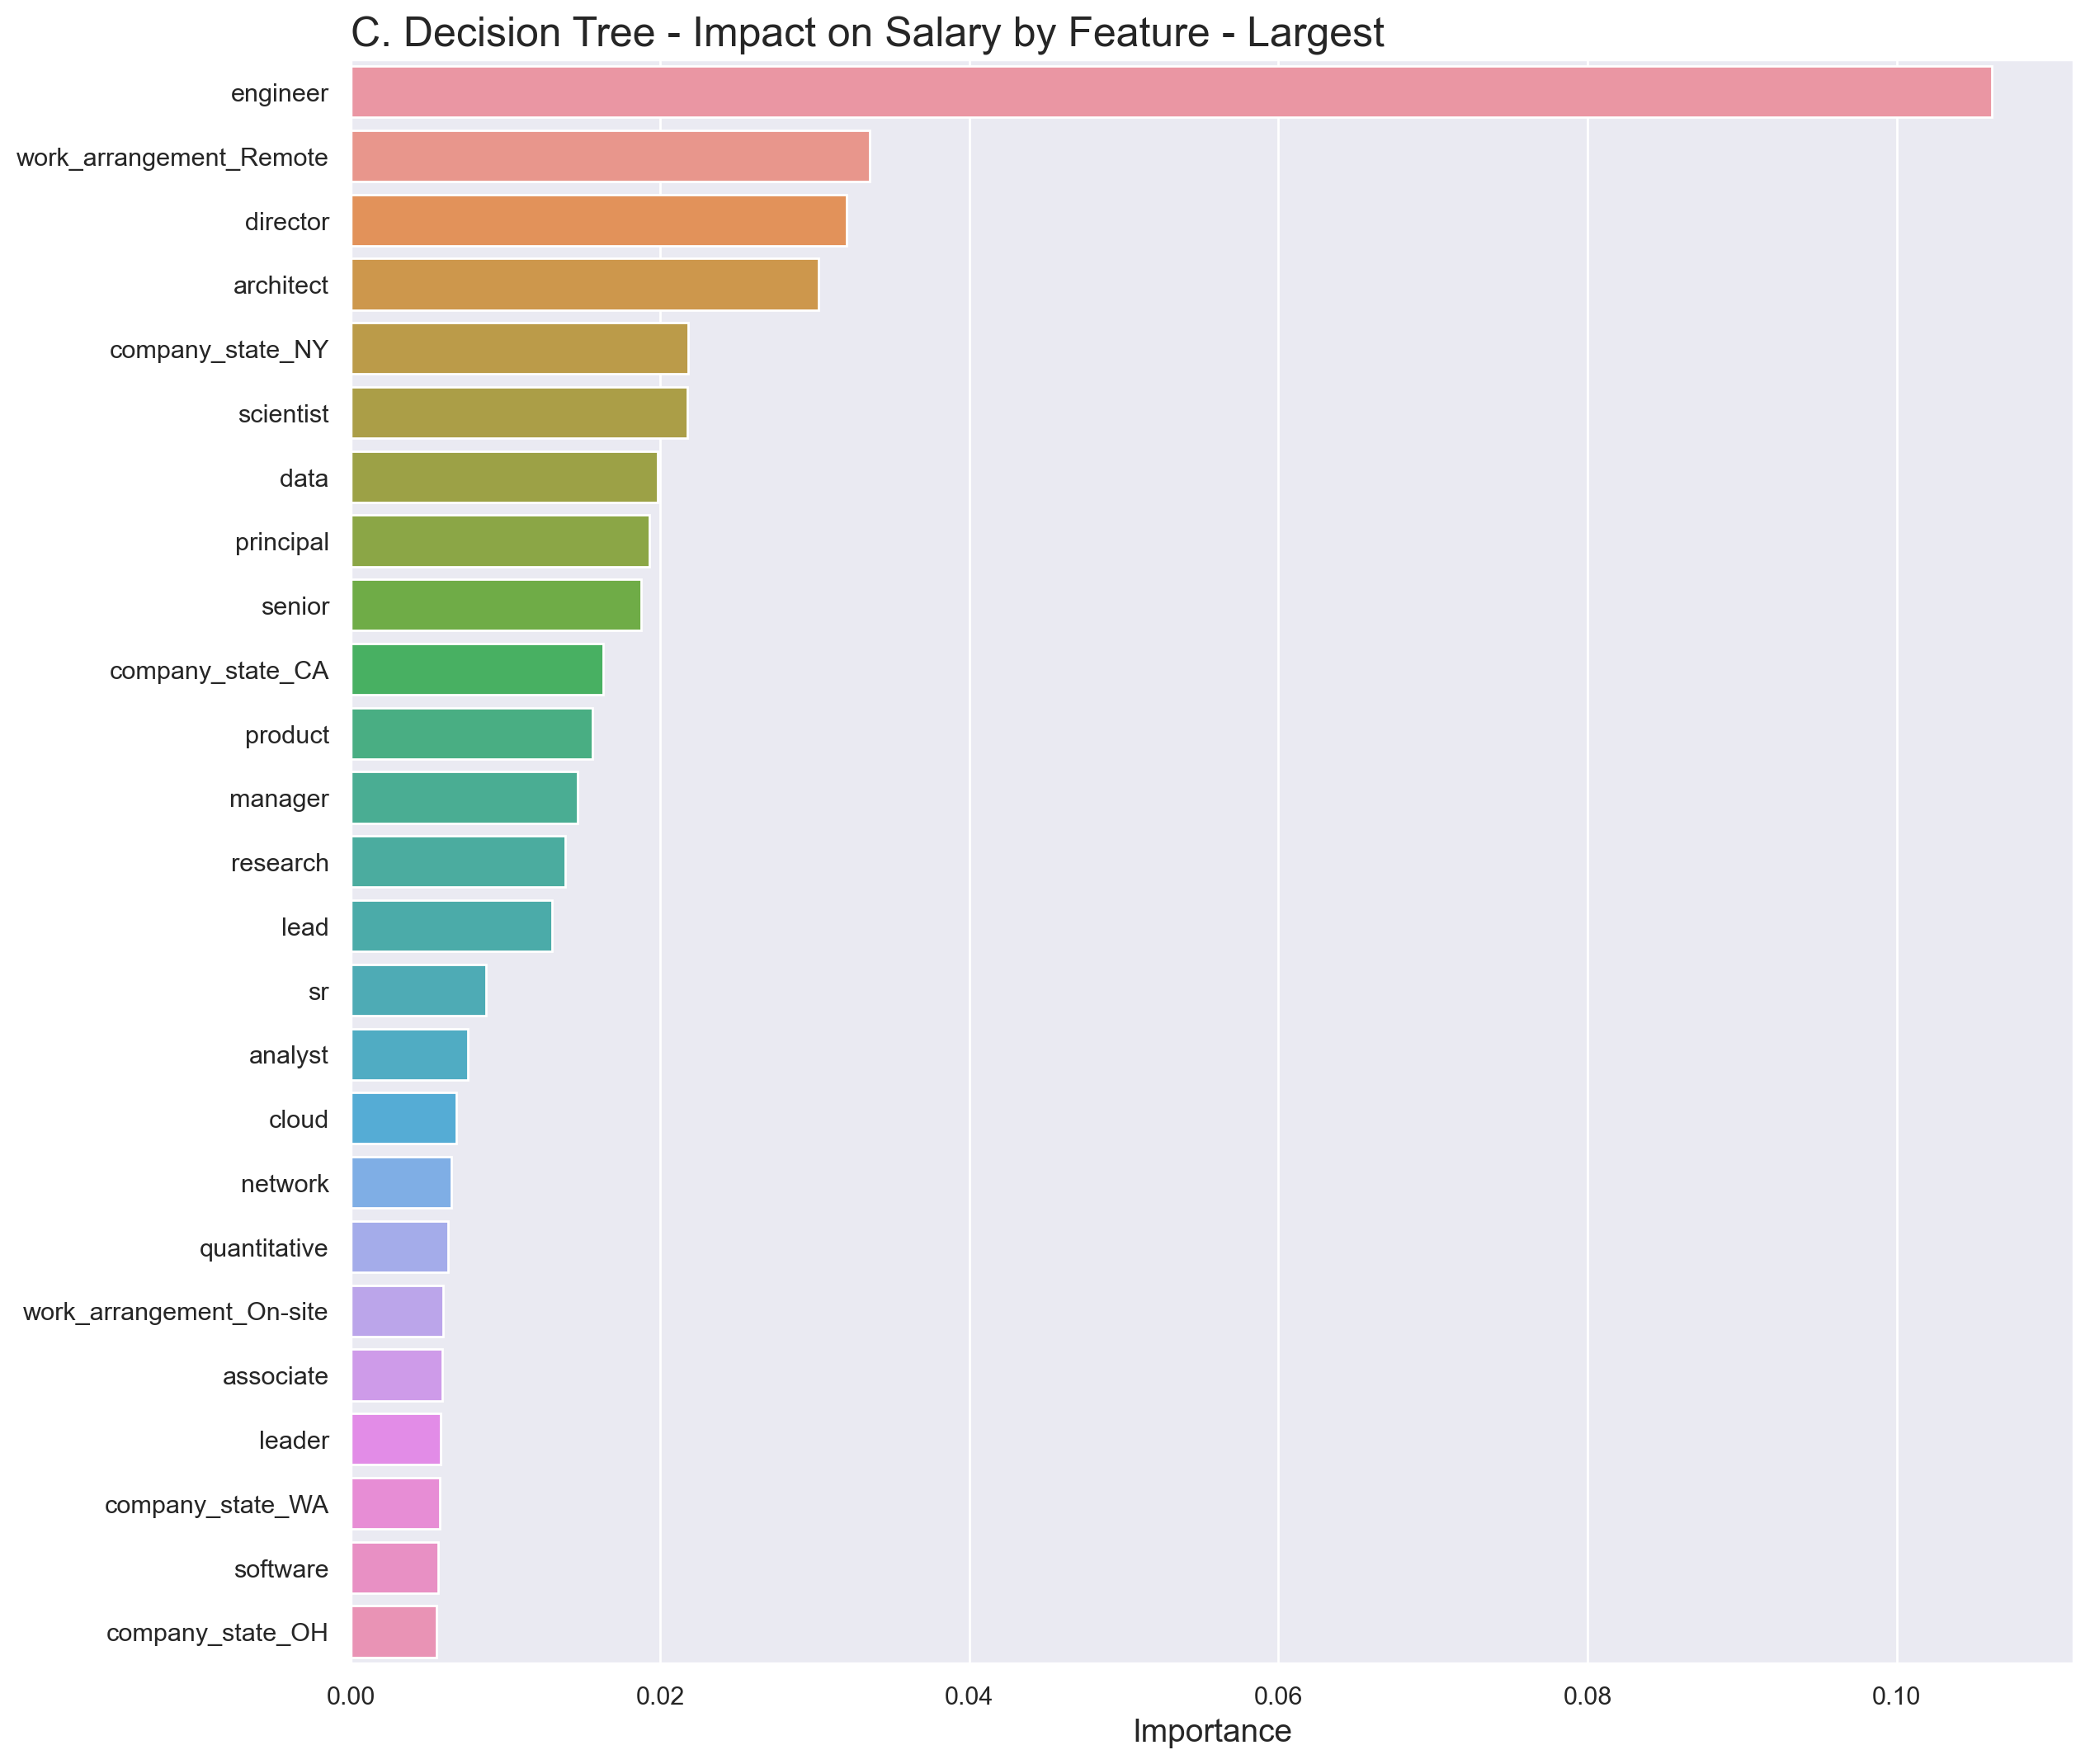 C. Decision Tree - Impact on Salary by Feature - Largest
engineer
work_arrangement_Remote
director
architect
company_state_NY
scientist
data
principal
senior
company_state_CA
product
manager
research
lead
sr
analyst
cloud
network
quantitative
work_arrangement_On-site
associate
leader
company_state_WA
software
company_state_OH
0.00 0.02 0.04 0.06 0.08 0.10
Importance